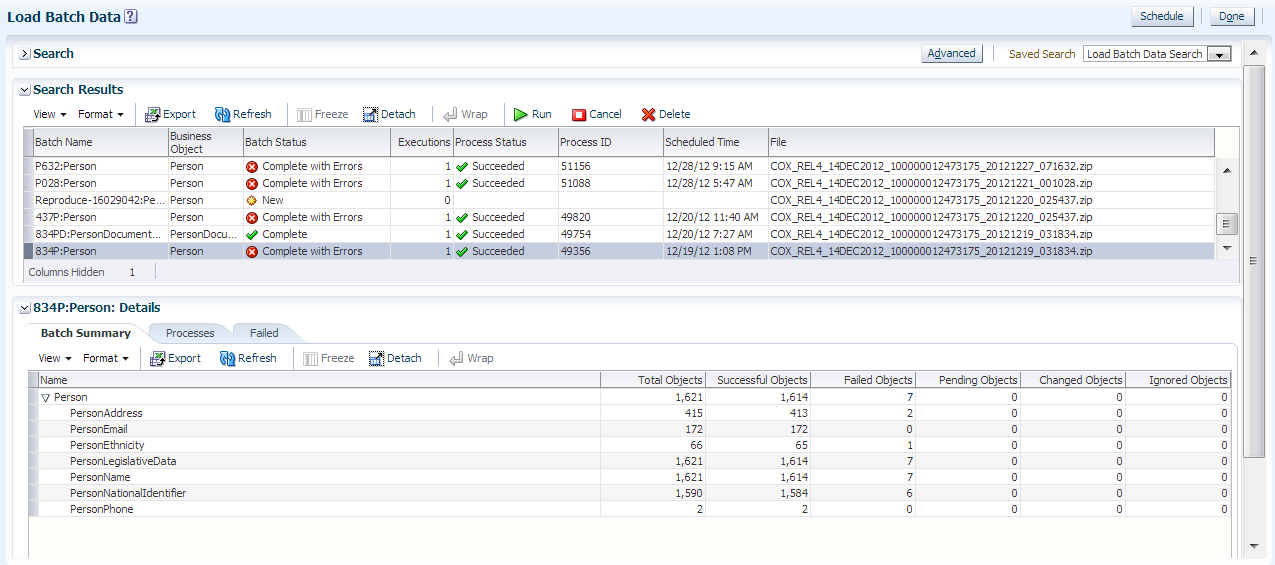 Load Batch Data ? Schedule Done
Search Advanced Saved Search Load Batch Data Search
Search Results
View Format Export Refresh Freeze Detach Wrap Run Cancel Delete
Batch Name Business Object Batch Status Executions Process Status Process ID Scheduled Time File
P632:Person Person Complete with Errors 1 Succeeded 51156 12/28/12 9:15 AM COX_REL4_14DEC2012_100000012473175_20121227_071632.zip
P028:Person Person Complete with Errors 1 Succeeded 51088 12/28/12 5:47 AM COX_REL4_14DEC2012_100000012473175_20121221_001028.zip
Reproduce-16029042:Pe... Person New 0 COX_REL4_14DEC2012_100000012473175_20121220_025437.zip
437P:Person Person Complete with Errors 1 Succeeded 49820 12/20/12 11:40 AM COX_REL4_14DEC2012_100000012473175_20121220_025437.zip
834PD:PersonDocument... PersonDocu... Complete 1 Succeeded 49754 12/20/12 7:27 AM COX_REL4_14DEC2012_100000012473175_20121219_031834.zip
834P:Person Person Complete with Errors 1 Succeeded 49356 12/19/12 1:08 PM COX_REL4_14DEC2012_100000012473175_20121219_031834.zip
Columns Hidden 1
834P:Person: Details
Batch Summary Processes Failed
View Format Export Refresh Freeze Detach Wrap
Name Total Objects Successful Objects Failed Objects Pending Objects Changed Objects Ignored Objects
Person 1,621 1,614 7 0 0 0
PersonAddress 415 413 2 0 0 0
PersonEmail 172 172 0 0 0 0
PersonEthnicity 66 65 1 0 0 0
PersonLegislativeData 1,621 1,614 7 0 0 0
PersonName 1,621 1,614 7 0 0 0
PersonNationalIdentifier 1,590 1,584 6 0 0 0
PersonPhone 2 2 0 0 0 0